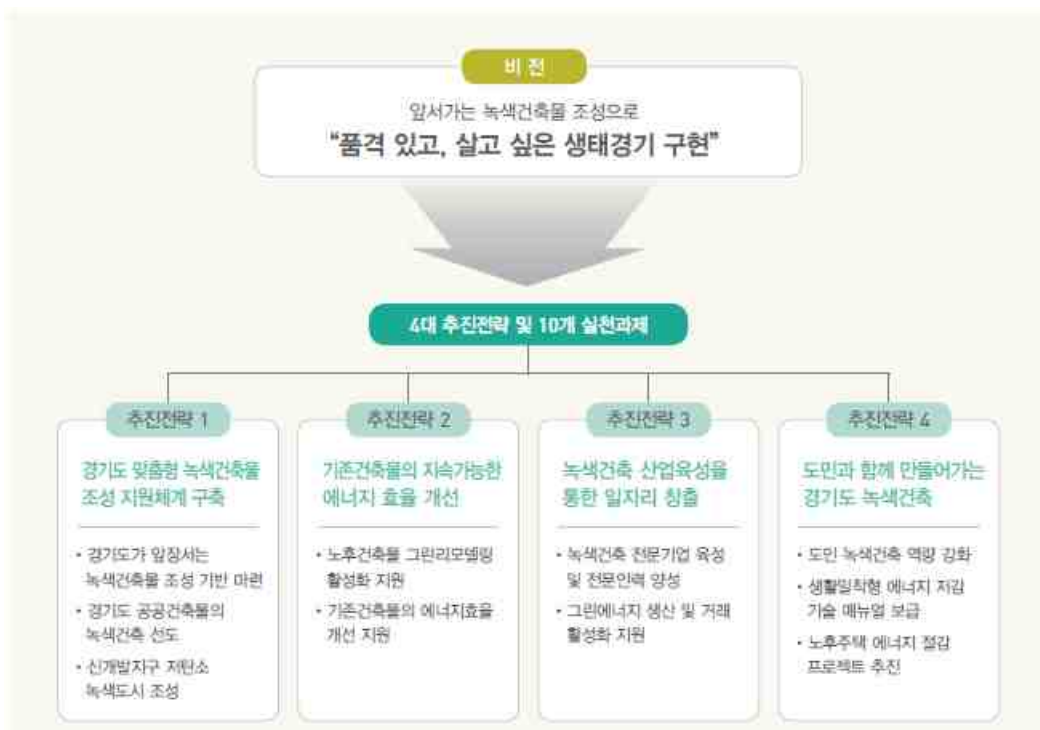 비 전
앞서가는 녹색건축물 조성으로
“품격 있고, 살고 싶은 생태경기 구현”
4대 추진전략 및 10개 실천과제
추진전략 1
경기도 맞춤형 녹색건축물
조성 지원체계 구축
• 경기도가 앞장서는
녹색건축물 조성 기반 마련
• 경기도 공공건축물의
녹색건축 선도
• 신개발지구 저탄소
녹색도시 조성
추진전략 2
기존건축물의 지속가능한
에너지 효율 개선
• 노후건축물 그린리모델링
활성화 지원
• 기존건축물의 에너지효율
개선 지원
추진전략 3
녹색건축 산업육성을
통한 일자리 창출
• 녹색건축 전문기업 육성
및 전문인력 양성
• 그린에너지 생산 및 거래
활성화 지원
추진전략 4
도민과 함께 만들어가는
경기도 녹색건축
• 도민 녹색건축 역량 강화
• 생활밀착형 에너지 저감
기술 매뉴얼 보급
• 노후주택 에너지 절감
프로젝트 추진